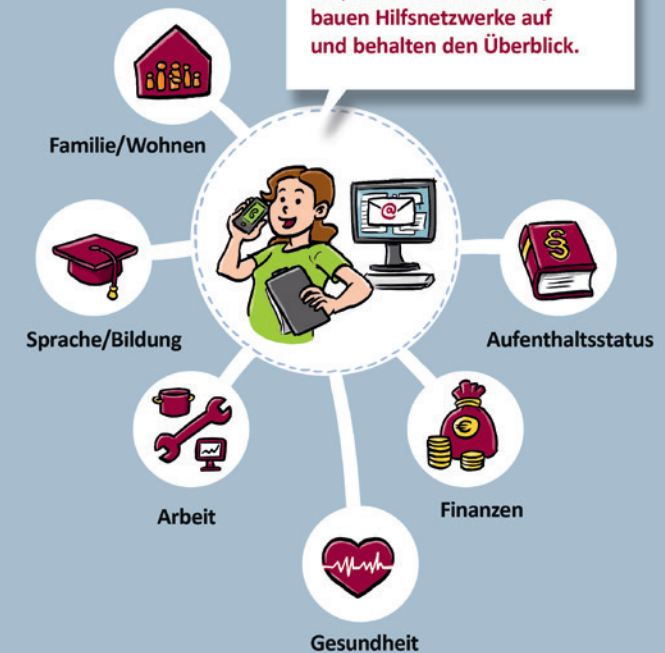 bauen Hilfsnetzwerke auf
und behalten den Überblick.
Familie/Wohnen
@
§
Sprache/Bildung
Aufenthaltsstatus
€
Arbeit
Finanzen
Gesundheit